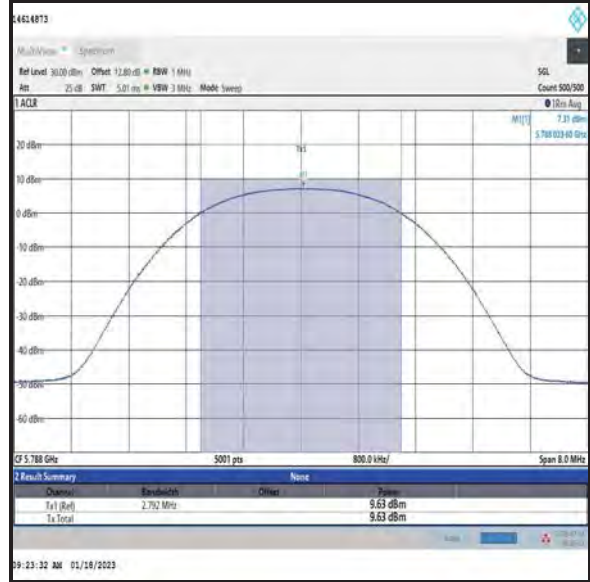 14614873
MultiView Spectrum
Ref Level 30.00 dBm Offset 12.80 dB RBW 1 MHz SGL
Att 25 dB SWT 5.01 ms VBW 3 MHz Mode Sweep Count 500/500
1 ACLR 1Rm Avg
M1[1] 7.31 dBm
5.788 023 60 GHz
20 dBm
Tx1
M1
10 dBm
0 dBm
-10 dBm
-20 dBm
-30 dBm
-40 dBm
-50 dBm
-60 dBm
CF 5.788 GHz 5001 pts 800.0 kHz/ Span 8.0 MHz
2 Result Summary None
Channel Bandwidth Offset Power
Tx1 (Ref) 2.792 MHz 9.63 dBm
Tx Total 9.63 dBm
09:23:32 AM 01/18/2023